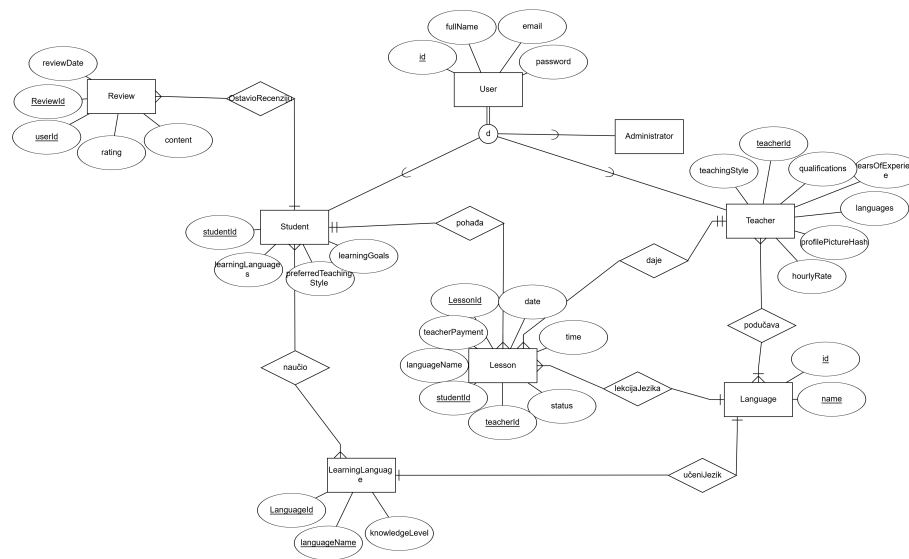 fullName
email
id
password
User
reviewDate
Review
ReviewId
OstavioRecenziju
userId
rating
content
d
Administrator
teacherId
teachingStyle
qualifications
yearsOfExperienc
e
languages
Teacher
profilePictureHash
hourlyRate
studentId
Student
learningLanguage
s
preferredTeaching
Style
learningGoals
pohađa
daje
LessonId
date
teacherPayment
time
languageName
Lesson
studentId
status
teacherId
podučava
id
lekcijaJezika
Language
name
naučio
LearningLanguag
e
učeniJezik
LanguageId
languageName
knowledgeLevel